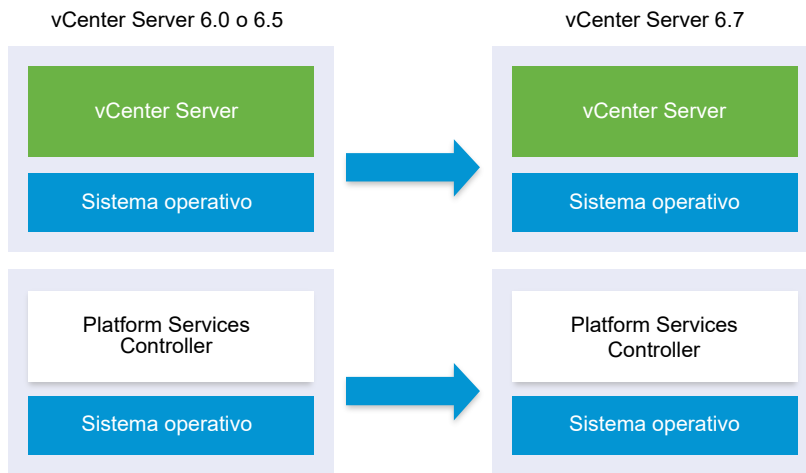 vCenter Server 6.0 o 6.5
vCenter Server 6.7
vCenter Server
vCenter Server
Sistema operativo
Sistema operativo
Platform Services
Controller
Platform Services
Controller
Sistema operativo
Sistema operativo